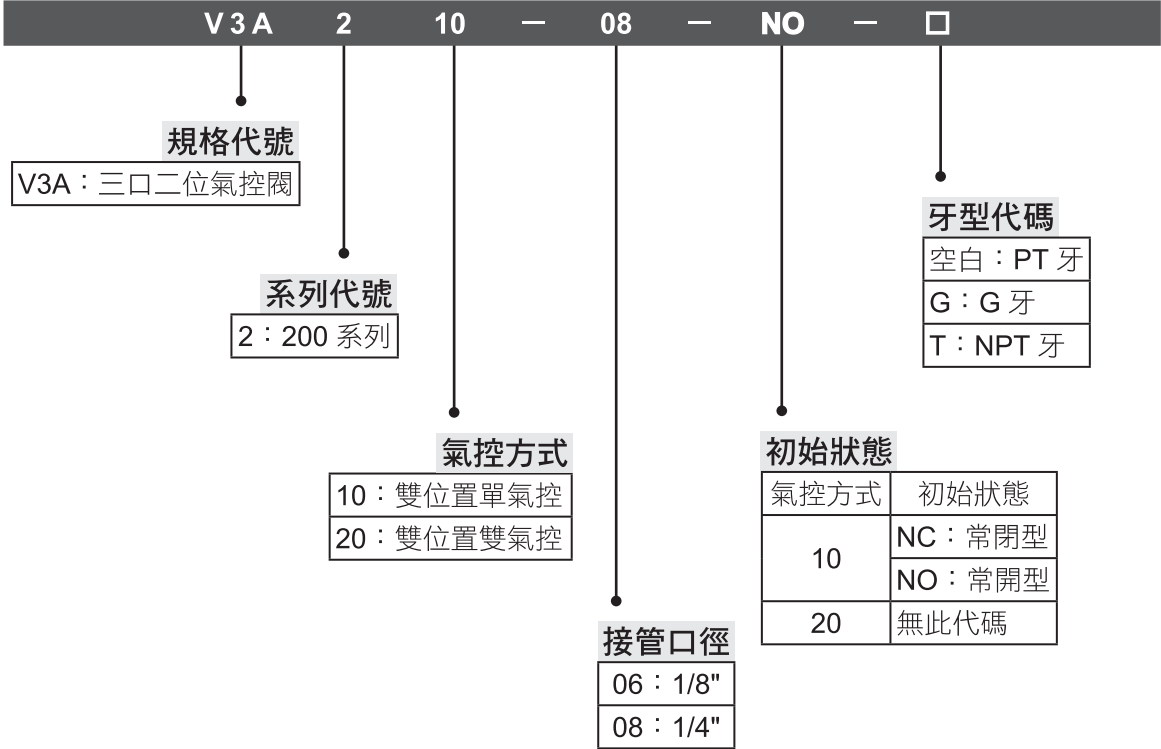 V3A 2 10 － 08 － NO － □
規格代號
V3A：三口二位氣控閥
系列代號
2：200 系列
氣控方式
10：雙位置單氣控
20：雙位置雙氣控
接管口徑
06：1/8"
08：1/4"
初始狀態
氣控方式 初始狀態
10 NC：常閉型
NO：常開型
20 無此代碼
牙型代碼
空白：PT 牙
G：G 牙
T：NPT 牙